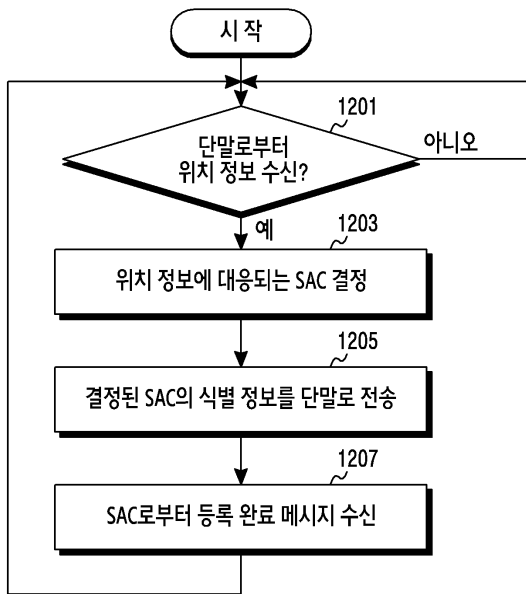 시작
1201
단말로부터
위치 정보 수신?
아니오
예
1203
위치 정보에 대응되는 SAC 결정
1205
결정된 SAC의 식별 정보를 단말로 전송
1207
SAC로부터 등록 완료 메시지 수신